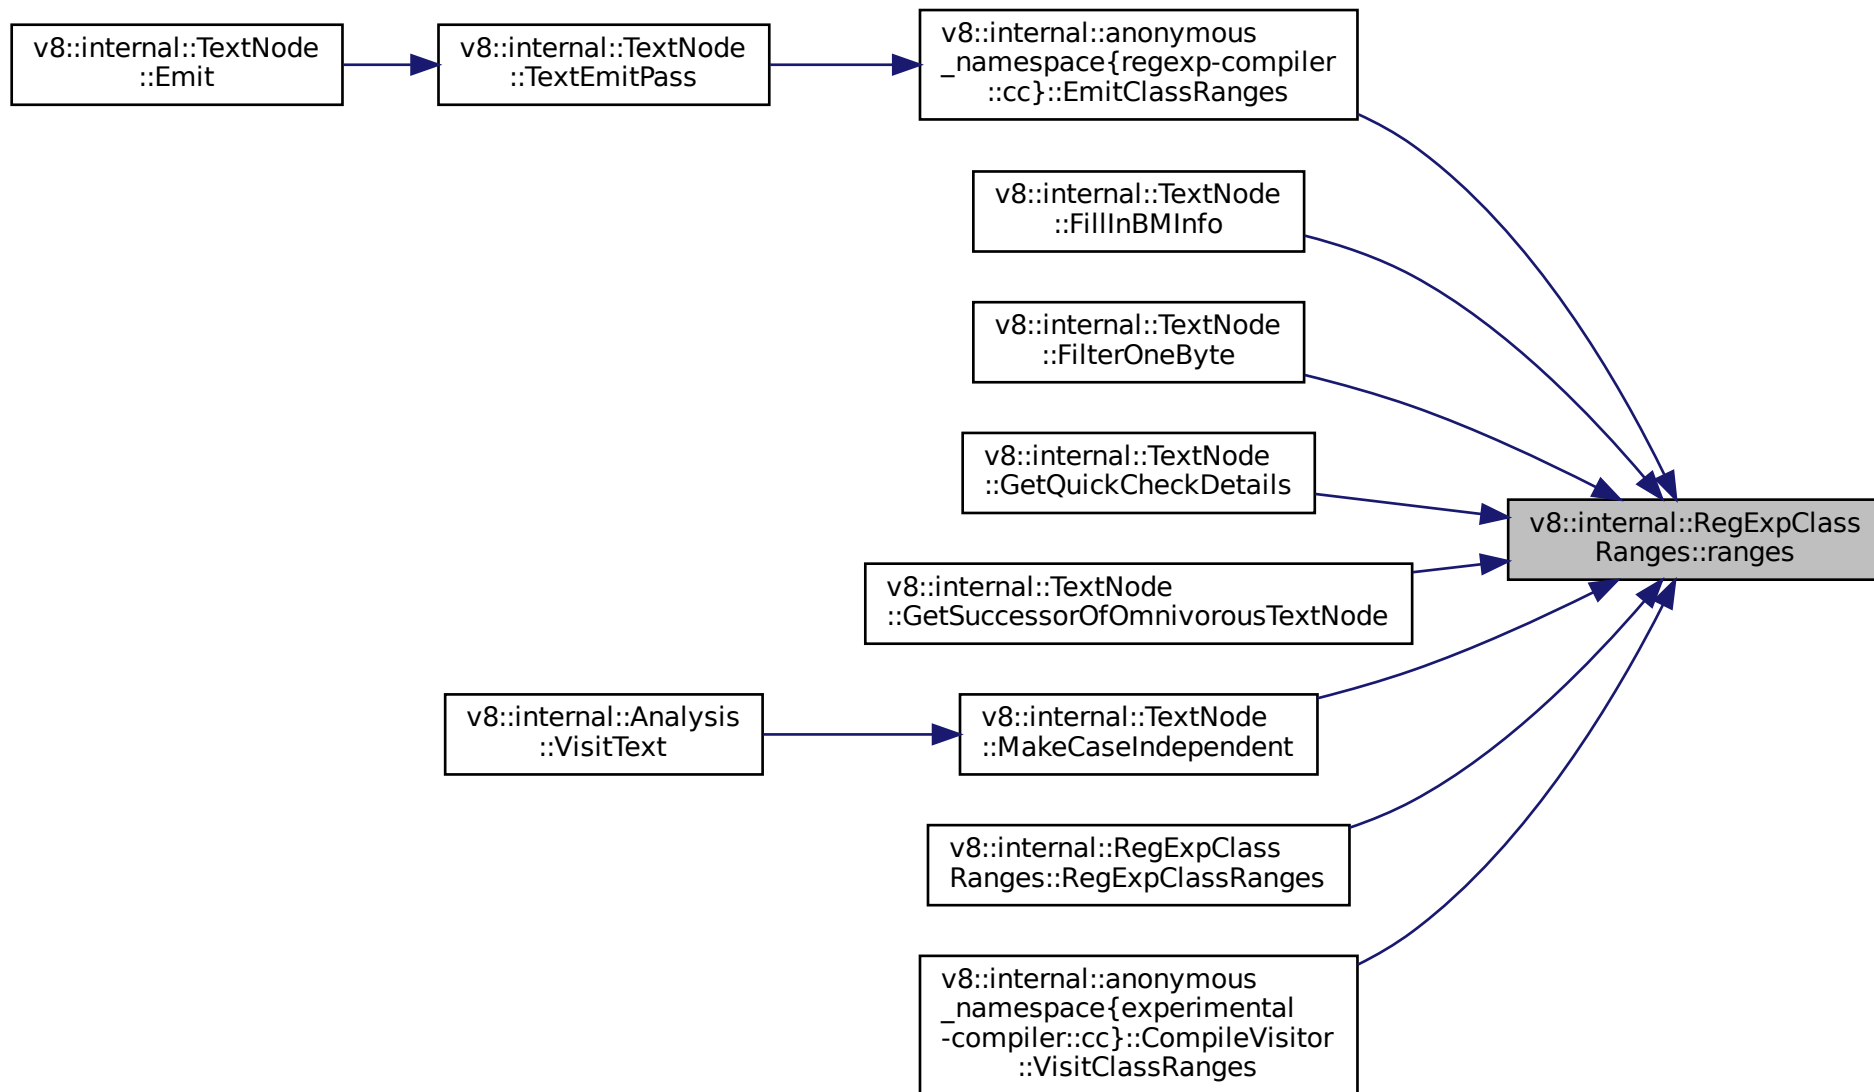 v8::internal::TextNode
::Emit
v8::internal::TextNode
::TextEmitPass
v8::internal::anonymous
_namespace{regexp-compiler
::cc}::EmitClassRanges
v8::internal::TextNode
::FillInBMInfo
v8::internal::TextNode
::FilterOneByte
v8::internal::TextNode
::GetQuickCheckDetails
v8::internal::RegExpClass
Ranges::ranges
v8::internal::TextNode
::GetSuccessorOfOmnivorousTextNode
v8::internal::Analysis
::VisitText
v8::internal::TextNode
::MakeCaseIndependent
v8::internal::RegExpClass
Ranges::RegExpClassRanges
v8::internal::anonymous
_namespace{experimental
-compiler::cc}::CompileVisitor
::VisitClassRanges